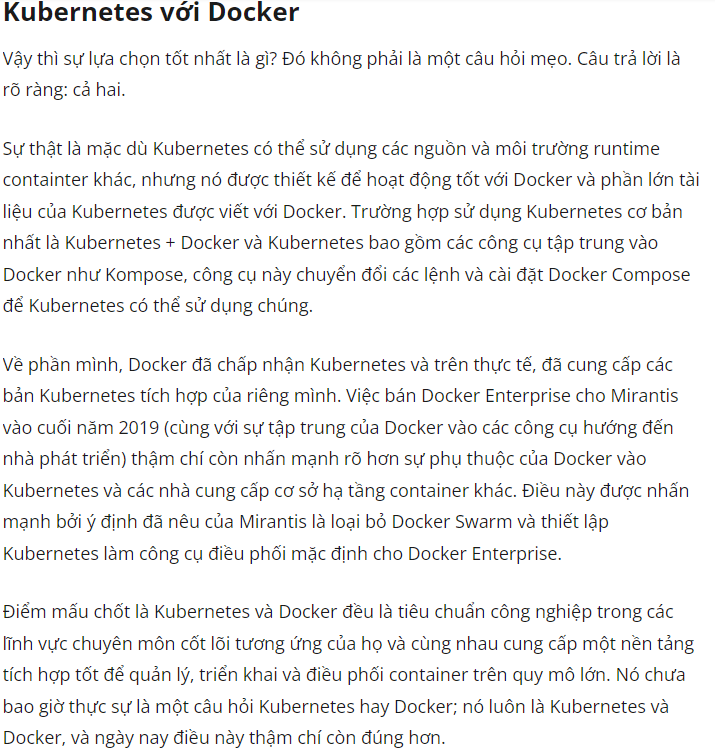 Kubernetes với Docker
Vậy thì sự lựa chọn tốt nhất là gì? Đó không phải là một câu hỏi mẹo. Câu trả lời là
rõ ràng: cả hai.
Sự thật là mặc dù Kubernetes có thể sử dụng các nguồn và môi trường runtime
containter khác, nhưng nó được thiết kế để hoạt động tốt với Docker và phần lớn tài
liệu của Kubernetes được viết với Docker. Trường hợp sử dụng Kubernetes cơ bản
nhất là Kubernetes + Docker và Kubernetes bao gồm các công cụ tập trung vào
Docker như Kompose, công cụ này chuyển đổi các lệnh và cài đặt Docker Compose
để Kubernetes có thể sử dụng chúng.
Về phần mình, Docker đã chấp nhận Kubernetes và trên thực tế, đã cung cấp các
bản Kubernetes tích hợp của riêng mình. Việc bán Docker Enterprise cho Mirantis
vào cuối năm 2019 (cùng với sự tập trung của Docker vào các công cụ hướng đến
nhà phát triển) thậm chí còn nhấn mạnh rõ hơn sự phụ thuộc của Docker vào
Kubernetes và các nhà cung cấp cơ sở hạ tầng container khác. Điều này được nhấn
mạnh bởi ý định đã nêu của Mirantis là loại bỏ Docker Swarm và thiết lập
Kubernetes làm công cụ điều phối mặc định cho Docker Enterprise.
Điểm mấu chốt là Kubernetes và Docker đều là tiêu chuẩn công nghiệp trong các
lĩnh vực chuyên môn cốt lõi tương ứng của họ và cùng nhau cung cấp một nền tảng
tích hợp tốt để quản lý, triển khai và điều phối container trên quy mô lớn. Nó chưa
bao giờ thực sự là một câu hỏi Kubernetes hay Docker; nó luôn là Kubernetes và
Docker, và ngày nay điều này thậm chí còn đúng hơn.